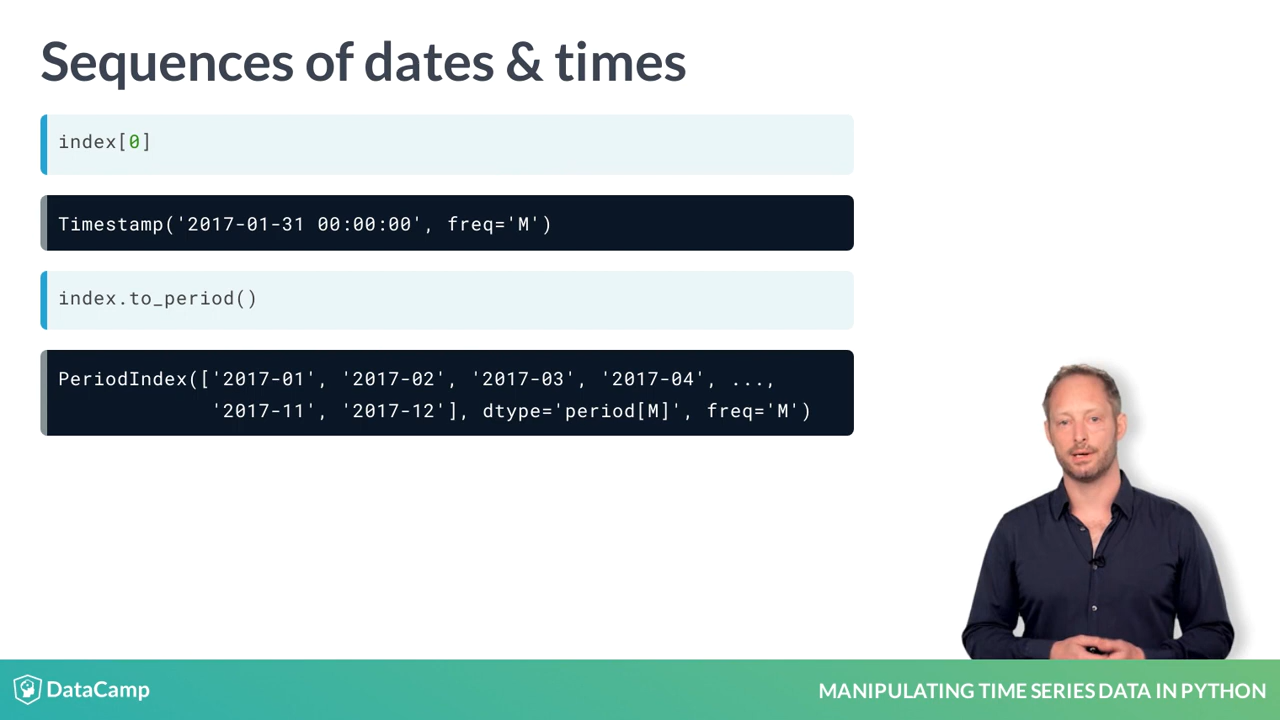 Sequences of dates & times
index[0]
Timestamp('2017-01-31 00:00:00', freq='M')
index.to_period()
PeriodIndex(['2017-01', '2017-02', '2017-03', '2017-04', ...,
'2017-11', '2017-12'], dtype='period[M]', freq='M')
DataCamp
MANIPULATING TIME SERIES DATA IN PYTHON